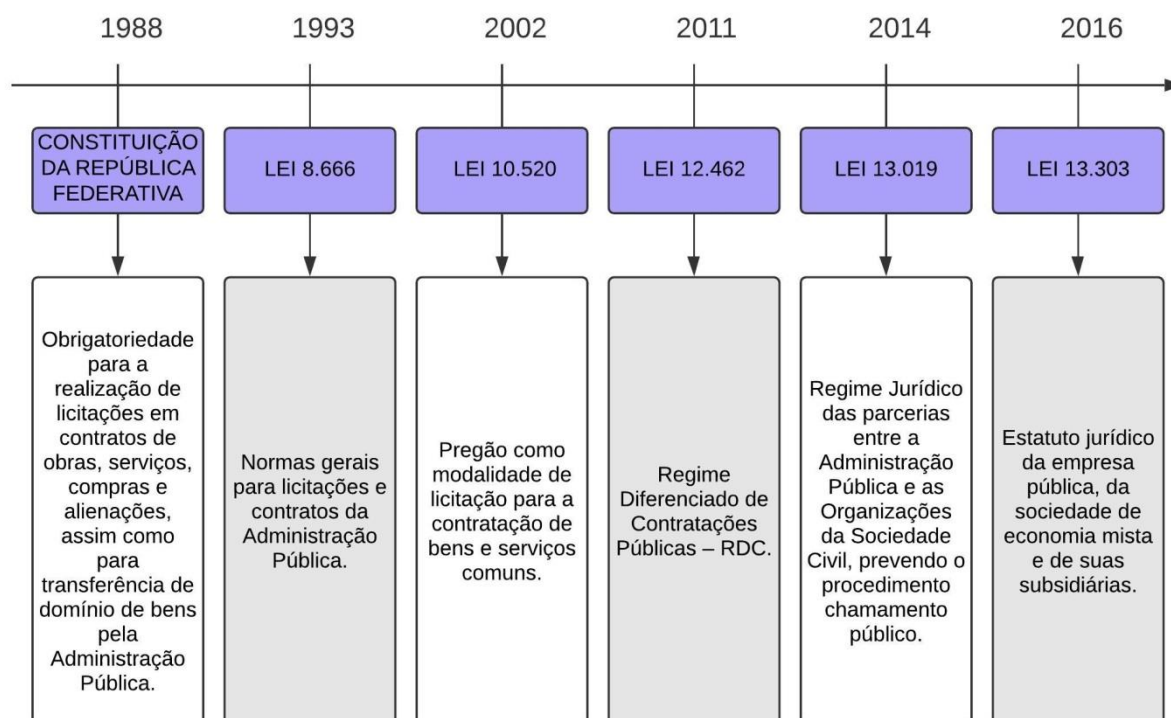 1988
1993
2002
2011
2014
2016
CONSTITUIÇÃO
DA REPÚBLICA
FEDERATIVA
LEI 8.666
LEI 10.520
LEI 12.462
LEI 13.019
LEI 13.303
Obrigatoriedade
para a
realização de
licitações em
contratos de
obras, serviços,
compras e
alienações,
assim como
para
transferência de
domínio de bens
pela
Administração
Pública.
Normas gerais
para licitações e
contratos da
Administração
Pública.
Pregão como
modalidade de
licitação para a
contratação de
bens e serviços
comuns.
Regime
Diferenciado de
Contratações
Públicas – RDC.
Regime Jurídico
das parcerias
entre a
Administração
Pública e as
Organizações
da Sociedade
Civil, prevendo o
procedimento
chamamento
público.
Estatuto jurídico
da empresa
pública, da
sociedade de
economia mista
e de suas
subsidiárias.